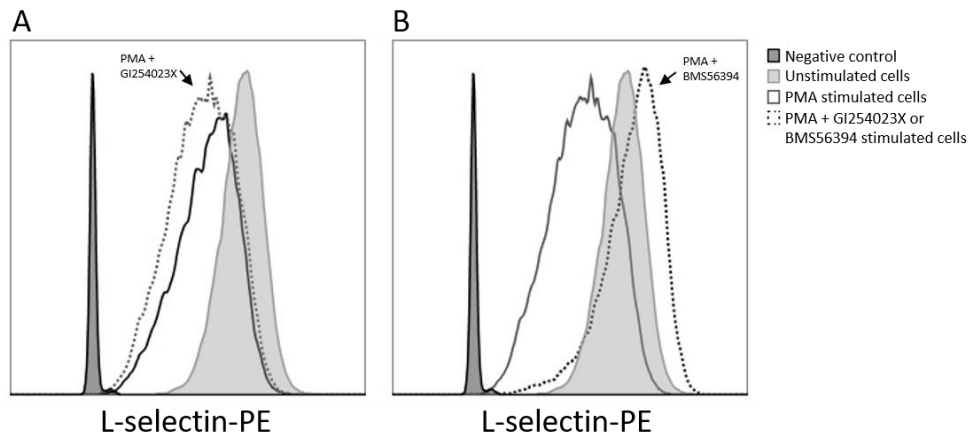 A
B
PMA +
GI254023X
PMA +
BMS56394
Negative control
Unstimulated cells
PMA stimulated cells
PMA + GI254023X or
BMS56394 stimulated cells
L-selectin-PE
L-selectin-PE